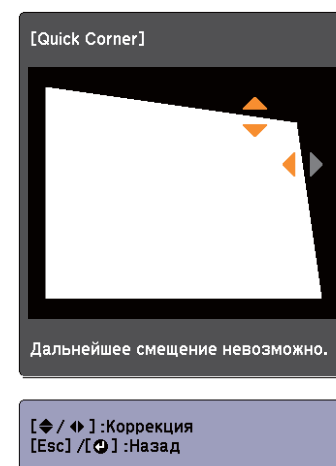 [Quick Corner]
Дальнейшее смещение невозможно.
[◆/◆] :Коррекция
[Esc] /[↵] :Назад